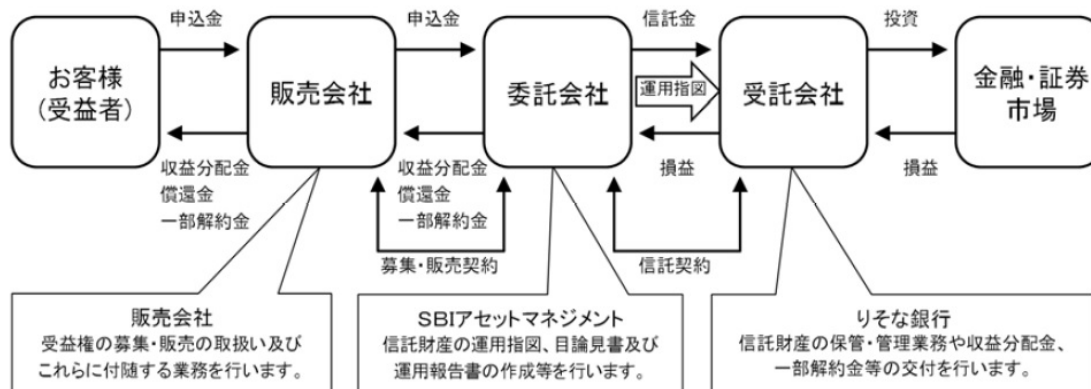 申込金
申込金
信託金
投資
お客様
(受益者)
販売会社
委託会社
運用指図
受託会社
金融・証券
市場
収益分配金
償還金
一部解約金
収益分配金
償還金
一部解約金
損益
損益
募集・販売契約
信託契約
販売会社
受益権の募集・販売の取扱い及び
これらに付随する業務を行います。
SBIアセットマネジメント
信託財産の運用指図、目論見書及び
運用報告書の作成等を行います。
りそな銀行
信託財産の保管・管理業務や収益分配金、
一部解約金等の交付を行います。